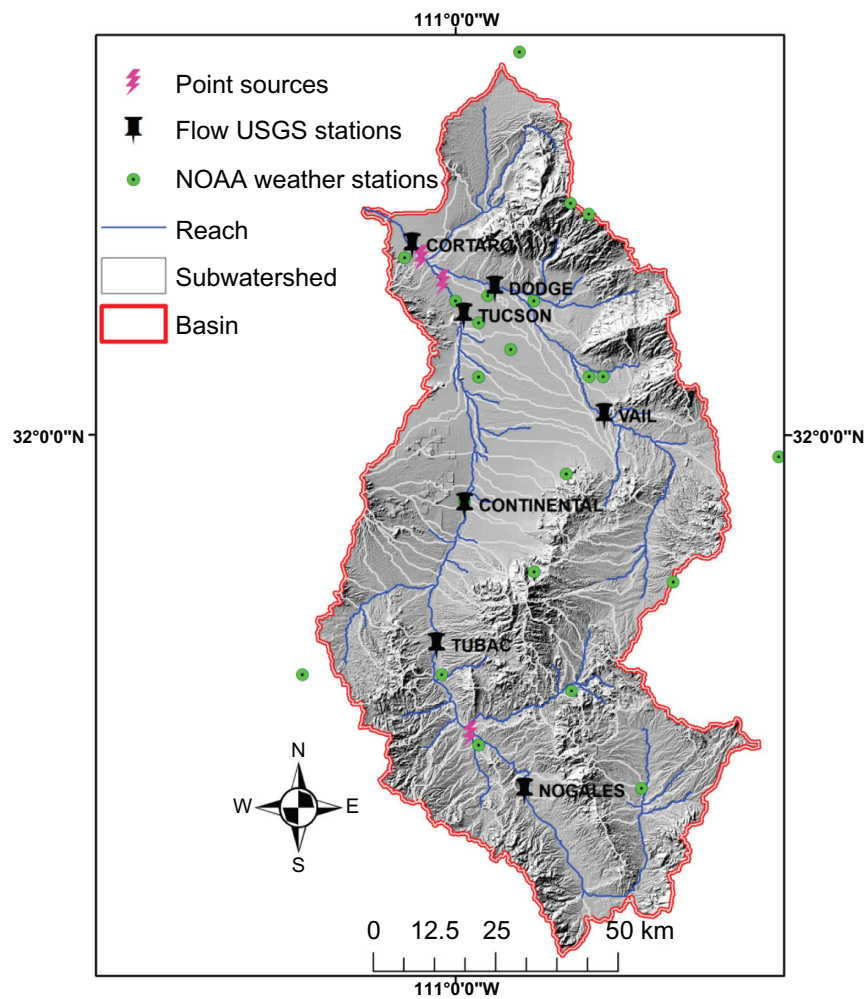 111°0'0"W
Point sources
Flow USGS stations
NOAA weather stations
Reach
Subwatershed
Basin
CORTARO
DODGE
TUCSON
VAIL
32°0'0"N
32°0'0"N
CONTINENTAL
TUBAC
NOGALES
N
W
E
S
0 12.5 25 50 km
111°0'0"W